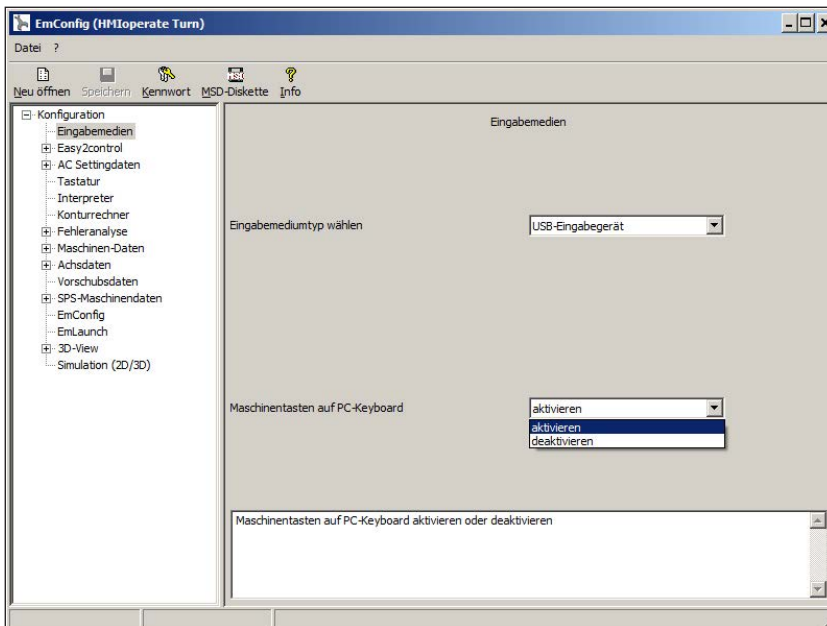 EmConfig (HMIoperate Turn)
Datei ?
Neu öffnen Speichern Kennwort MSD-Diskette Info
Konfiguration
Eingabemedien
Easy2control
AC Settingdaten
Tastatur
Interpreter
Konturrechner
Fehleranalyse
Maschinen-Daten
Achsdaten
Vorschubsdaten
SPS-Maschinendaten
EmConfig
EmLaunch
3D-View
Simulation (2D/3D)
Eingabemedien
Eingabemediumtyp wählen
USB-Eingabegerät
Maschinentasten auf PC-Keyboard
aktivieren
aktivieren
deaktivieren
Maschinentasten auf PC-Keyboard aktivieren oder deaktivieren